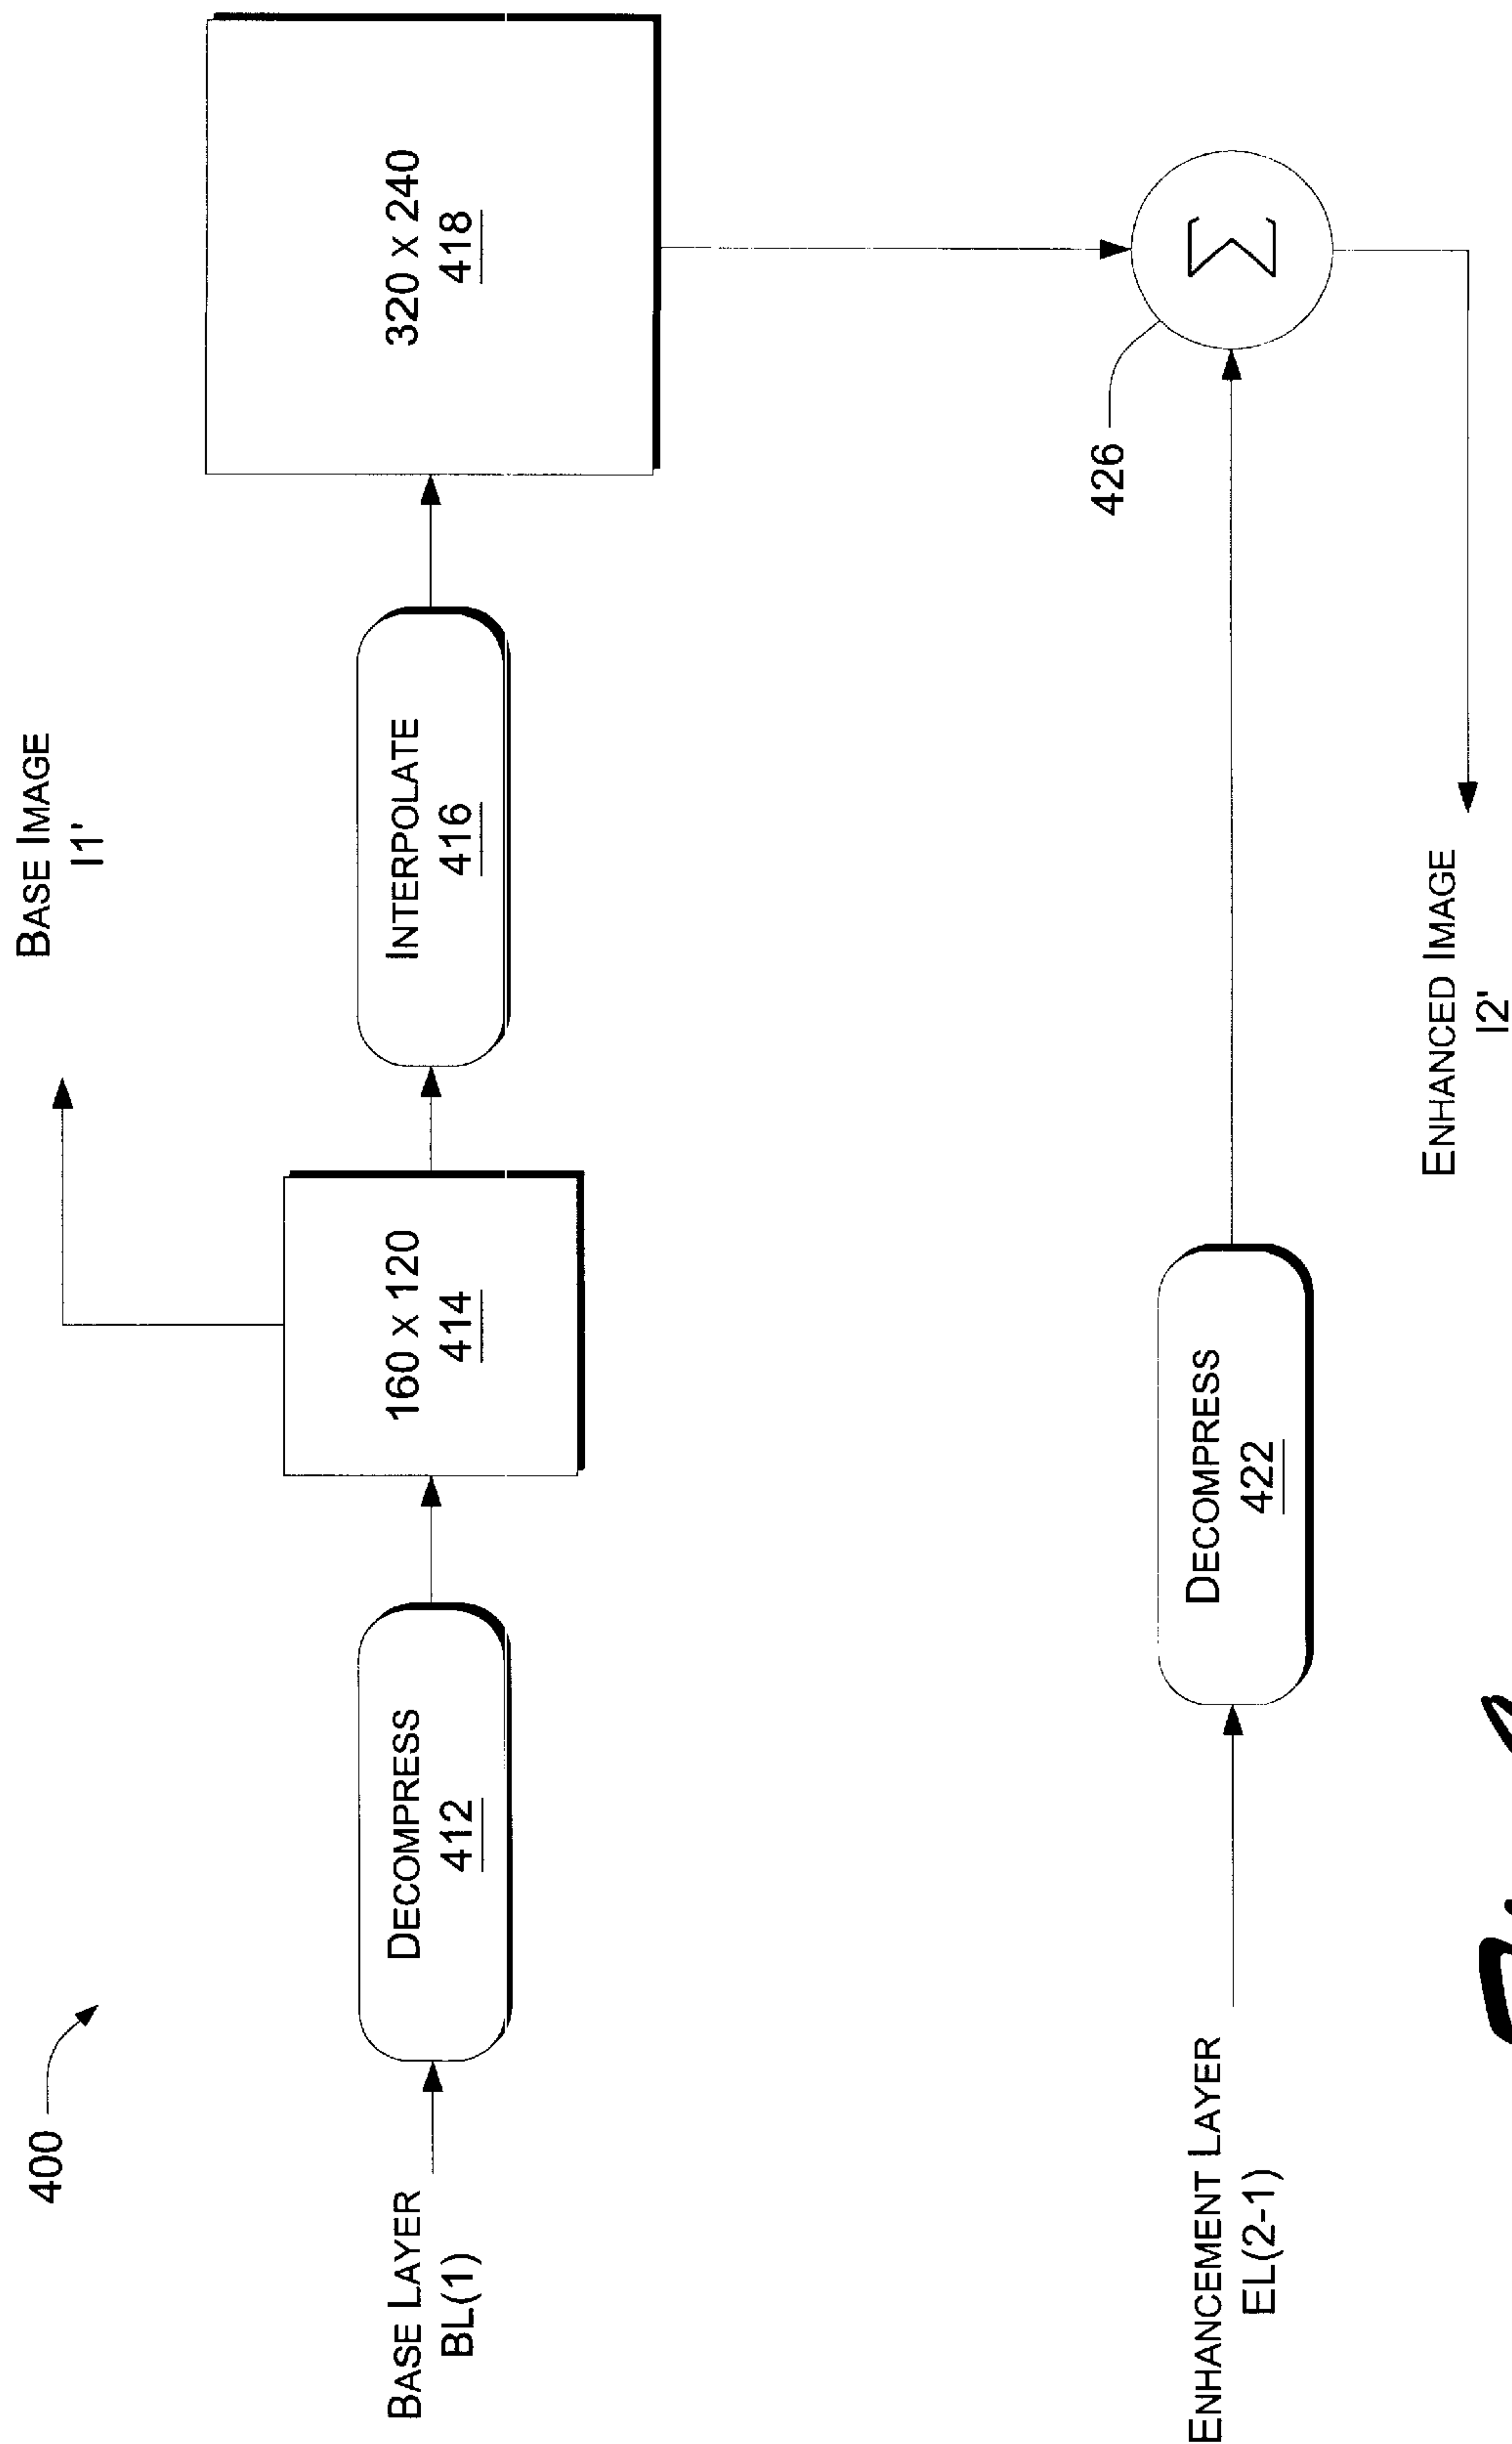 400
BASE IMAGE
I1'
BASE LAYER
BL(1)
DECOMPRESS
412
160 x 120
414
INTERPOLATE
416
320 x 240
418
ENHANCEMENT LAYER
EL(2-1)
DECOMPRESS
422
426
Σ
ENHANCED IMAGE
I2'